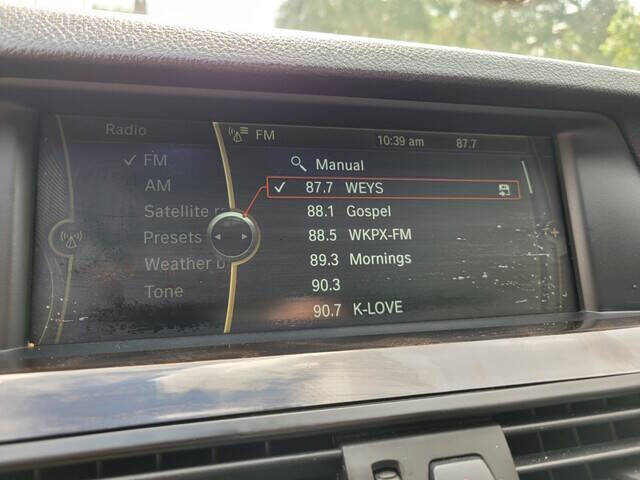 Radio
FM
AM
Satellite
Presets
Weather
Tone
FM 10:39 am 87.7
Manual
87.7 WEYS
88.1 Gospel
88.5 WKPX-FM
89.3 Mornings
90.3
90.7 K-LOVE